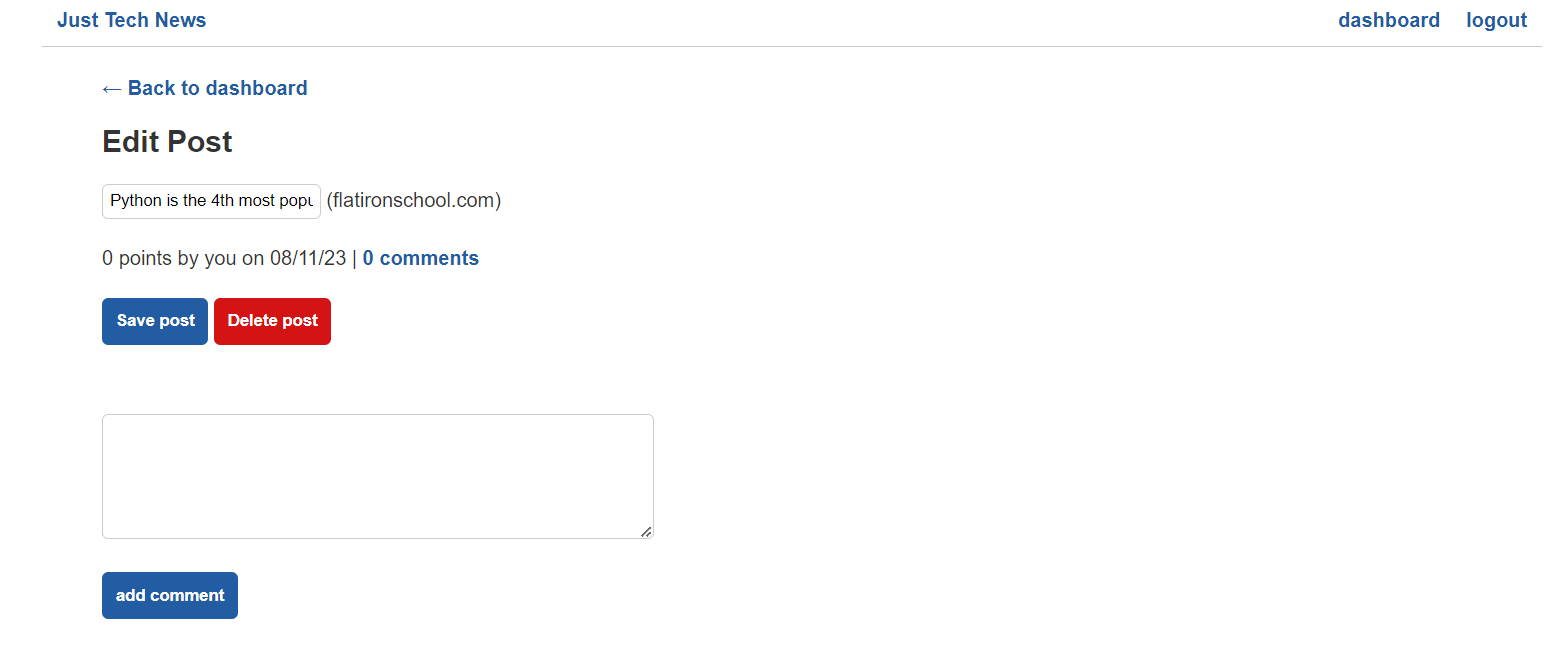 Just Tech News dashboard logout
← Back to dashboard
Edit Post
Python is the 4th most popu (flatironschool.com)
0 points by you on 08/11/23 | 0 comments
Save post Delete post
add comment